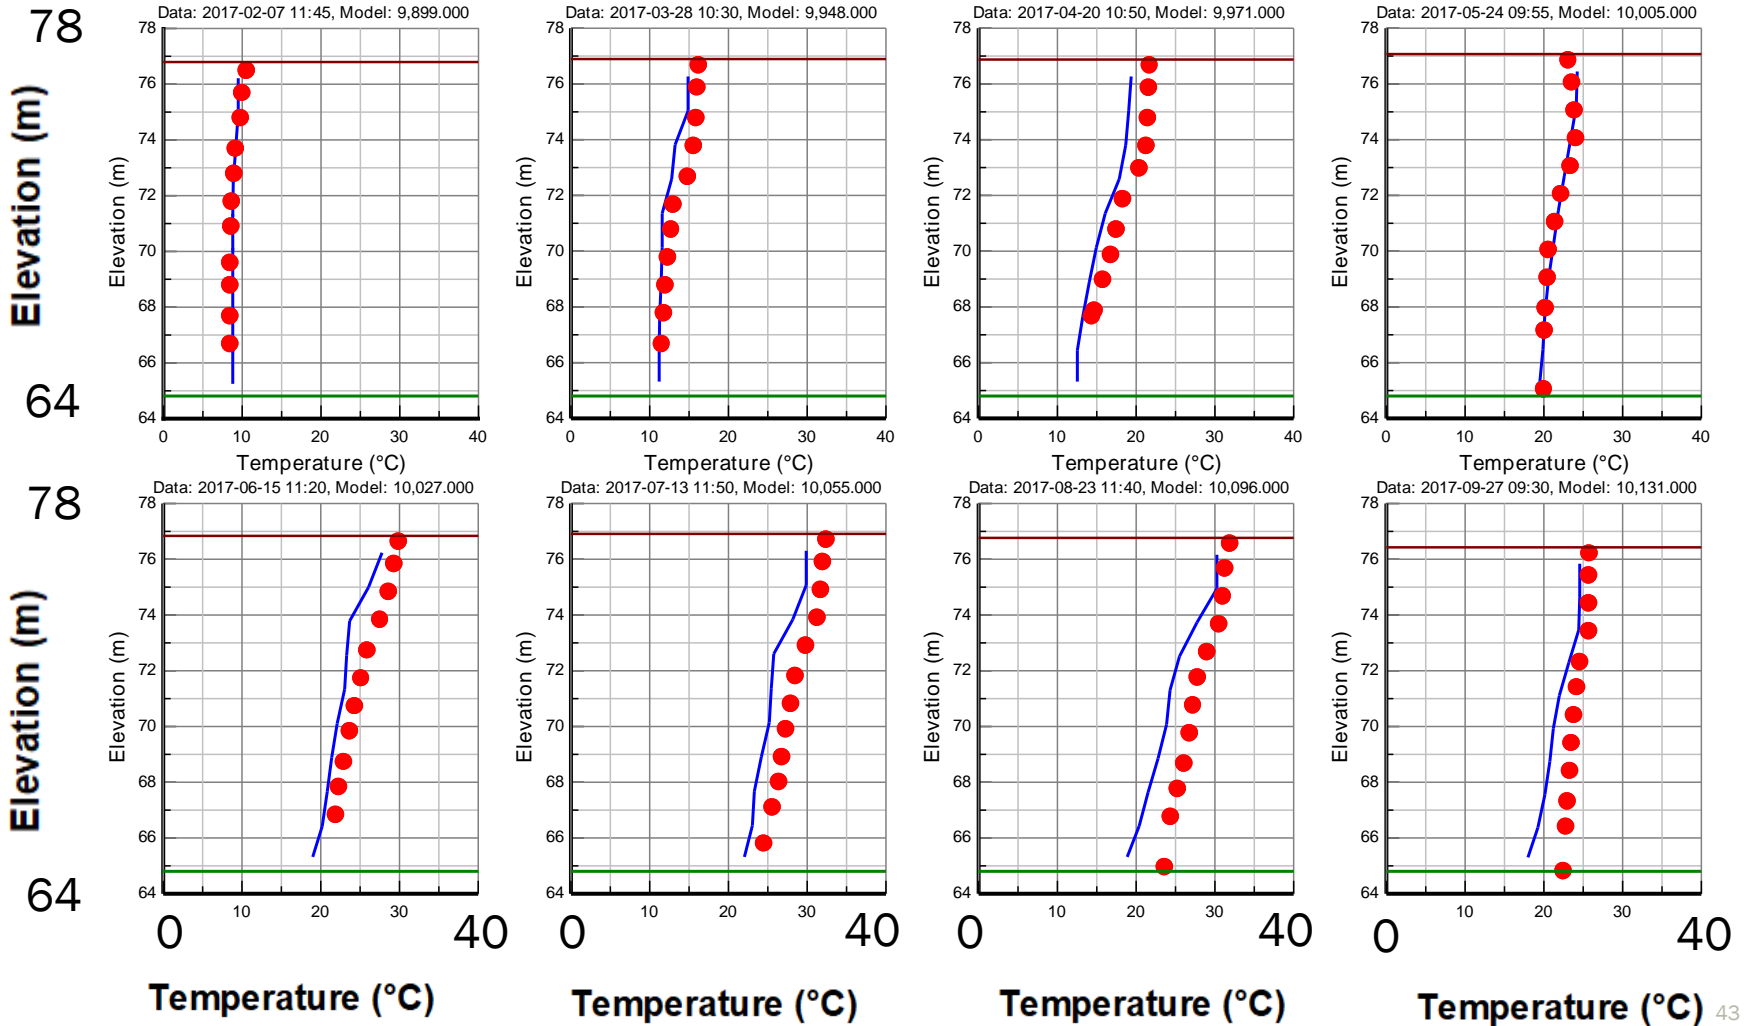 Data: 2017-02-07 11:45, Model: 9,899.000
Data: 2017-03-28 10:30, Model: 9,948.000
Data: 2017-04-20 10:50, Model: 9,971.000
Data: 2017-05-24 09:55, Model: 10,005.000
78
64
Elevation (m)
78 76 74 72 70 68 66 64
Elevation (m)
0 10 20 30 40
Temperature (°C)
78 76 74 72 70 68 66 64
Elevation (m)
0 10 20 30 40
Temperature (°C)
78 76 74 72 70 68 66 64
Elevation (m)
0 10 20 30 40
Temperature (°C)
78 76 74 72 70 68 66 64
Elevation (m)
0 10 20 30 40
Temperature (°C)
Data: 2017-06-15 11:20, Model: 10,027.000
Data: 2017-07-13 11:50, Model: 10,055.000
Data: 2017-08-23 11:40, Model: 10,096.000
Data: 2017-09-27 09:30, Model: 10,131.000
78
64
Elevation (m)
78 76 74 72 70 68 66 64
Elevation (m)
10 20 30
0 40
Temperature (°C)
78 76 74 72 70 68 66 64
Elevation (m)
10 20 30
0 40
Temperature (°C)
78 76 74 72 70 68 66 64
Elevation (m)
10 20 30
0 40
Temperature (°C)
78 76 74 72 70 68 66 64
Elevation (m)
10 20 30
0 40
Temperature (°C)
43